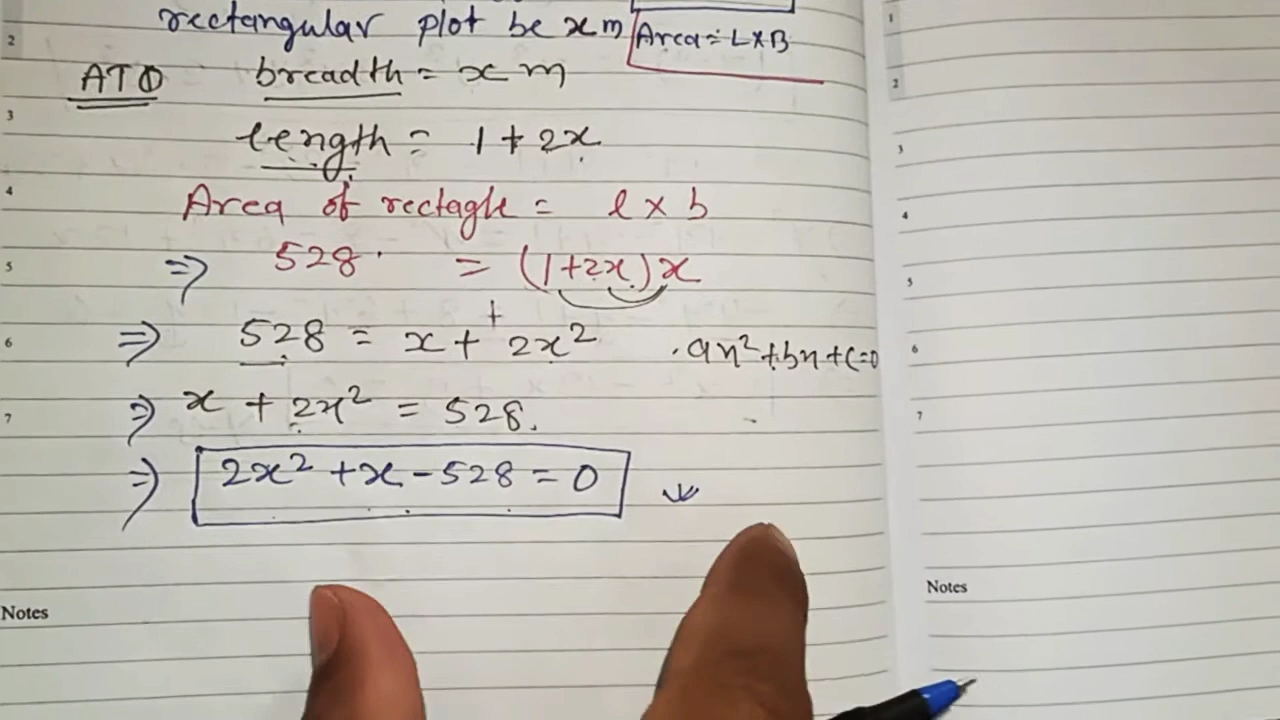 rectangular plot be x m
Area = L×B
ATQ breadth = x m
length = 1 + 2x
Area of rectagle = l × b
⇒ 528 = (1+2x)x
⇒ 528 = x + 2x²
+
ax²+bx+c=0
⇒ x + 2x² = 528.
⇒ 2x² + x - 528 = 0
2
3
4
5
6
7
Notes
1
2
3
4
5
6
7
Notes